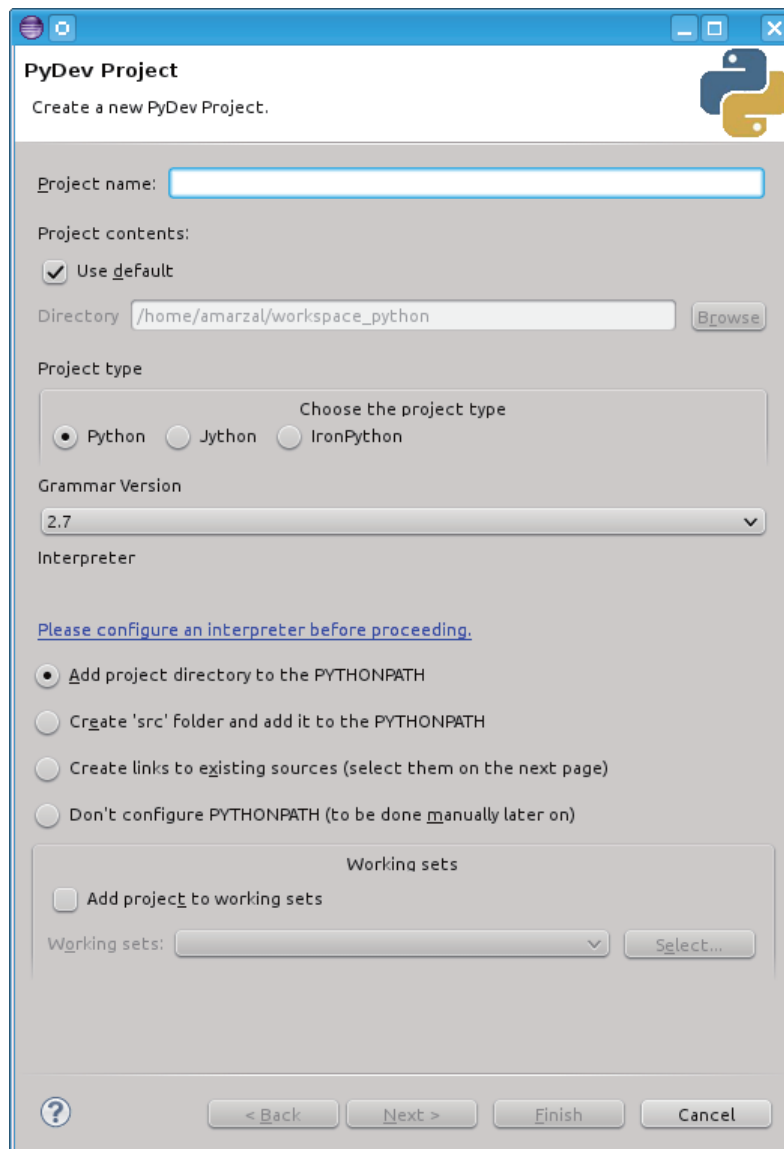 PyDev Project
Create a new PyDev Project.
Project name:
Project contents:
Use default
Directory /home/amarzal/workspace_python Browse
Project type
Choose the project type
Python Jython IronPython
Grammar Version
2.7
Interpreter
Please configure an interpreter before proceeding.
Add project directory to the PYTHONPATH
Create 'src' folder and add it to the PYTHONPATH
Create links to existing sources (select them on the next page)
Don't configure PYTHONPATH (to be done manually later on)
Working sets
Add project to working sets
Working sets: Select...
? < Back Next > Finish Cancel